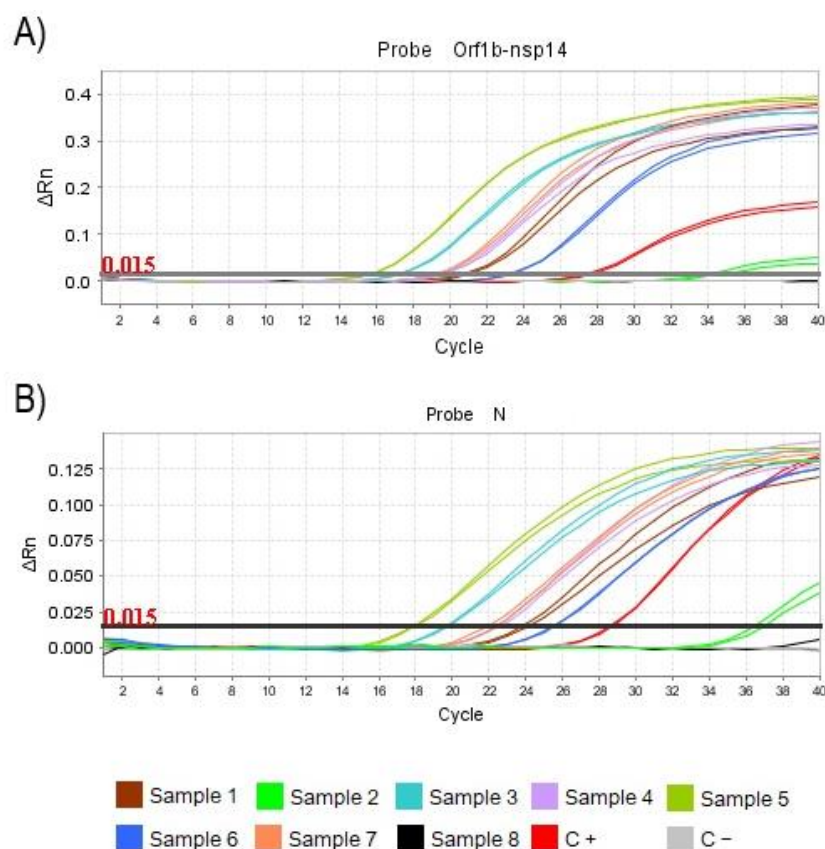 A)
Probe Orf1b-nsp14
0.4
0.3
0.2
0.1
0.0
0.015
ΔRn
2 4 6 8 10 12 14 16 18 20 22 24 26 28 30 32 34 36 38 40
Cycle
B)
Probe N
0.125
0.100
0.075
0.050
0.025
0.000
0.015
ΔRn
2 4 6 8 10 12 14 16 18 20 22 24 26 28 30 32 34 36 38 40
Cycle
Sample 1 Sample 2 Sample 3 Sample 4 Sample 5
Sample 6 Sample 7 Sample 8 C + C −